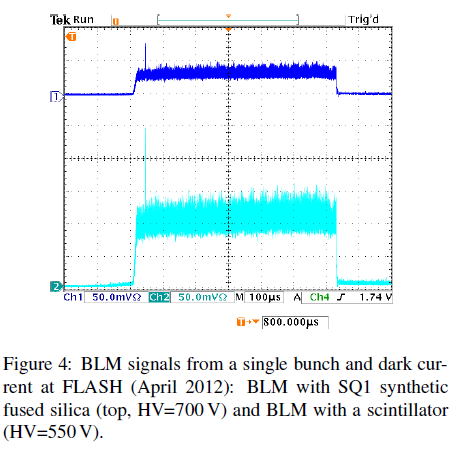 Tek Run Trig'd
T
1
2
Ch1 50.0mVΩ Ch2 50.0mVΩ M 100µs A Ch4 ∫ 1.74 V
T→▼ 800.000µs
Figure 4: BLM signals from a single bunch and dark cur-
rent at FLASH (April 2012): BLM with SQ1 synthetic
fused silica (top, HV=700 V) and BLM with a scintillator
(HV=550 V).